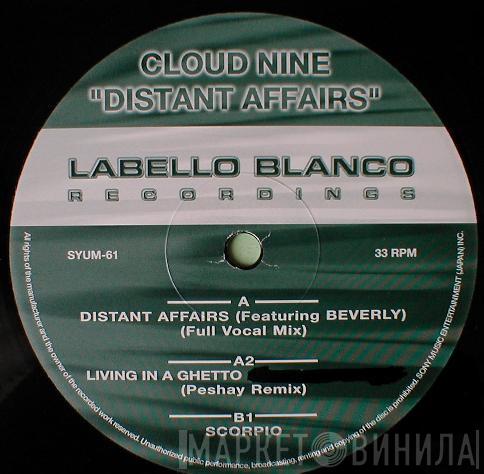 CLOUD NINE
"DISTANT AFFAIRS"
LABELLO BLANCO
RECORDINGS
SYUM-61
33 RPM
A
DISTANT AFFAIRS (Featuring BEVERLY)
(Full Vocal Mix)
A2
LIVING IN A GHETTO
(Peshay Remix)
B1
SCORPIO
All rights of the manufacturer and the owner of the recorded work reserved. Unauthorized public performance, broadcasting, renting and copying of the disc is prohibited. SONY MUSIC ENTERTAINMENT (JAPAN) INC.
МАРКЕТ ВИНИЛА